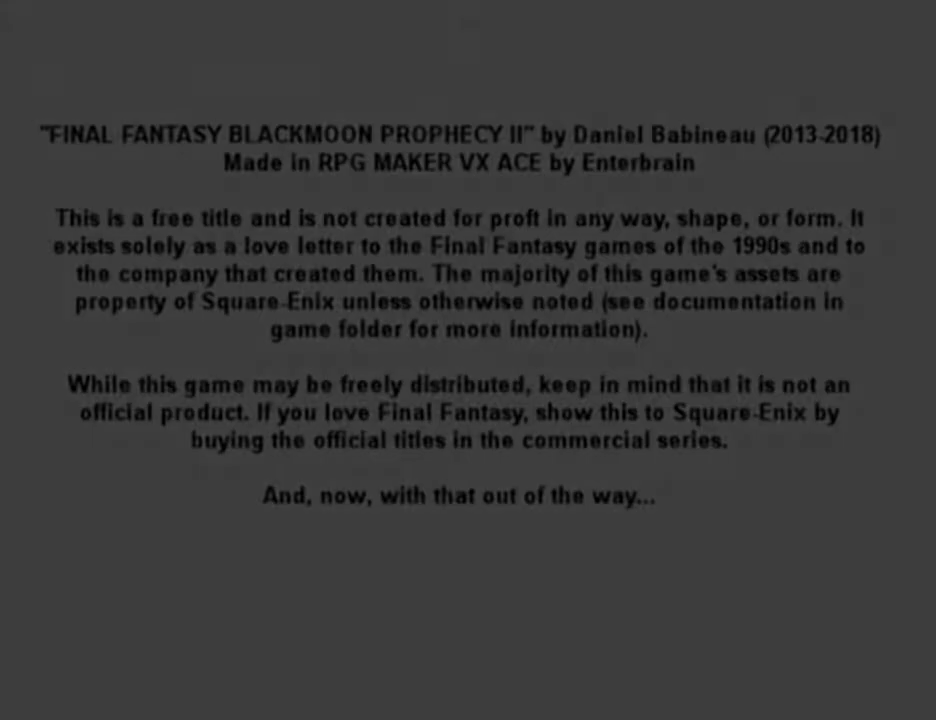 "FINAL FANTASY BLACKMOON PROPHECY II" by Daniel Babineau (2013-2018)
Made in RPG MAKER VX ACE by Enterbrain
This is a free title and is not created for proft in any way, shape, or form. It
exists solely as a love letter to the Final Fantasy games of the 1990s and to
the company that created them. The majority of this game's assets are
property of Square-Enix unless otherwise noted (see documentation in
game folder for more information).
While this game may be freely distributed, keep in mind that it is not an
official product. If you love Final Fantasy, show this to Square-Enix by
buying the official titles in the commercial series.
And, now, with that out of the way...